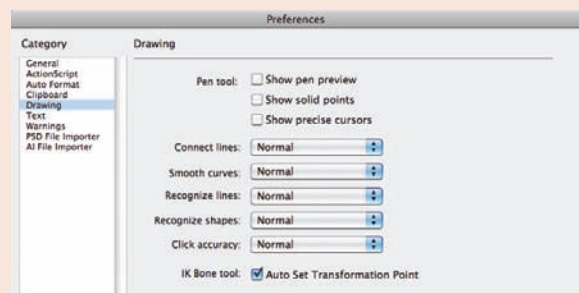 Preferences
Category
General
ActionScript
Auto Format
Clipboard
Drawing
Text
Warnings
PSD File Importer
AI File Importer
Drawing
Pen tool: Show pen preview
Show solid points
Show precise cursors
Connect lines: Normal
Smooth curves: Normal
Recognize lines: Normal
Recognize shapes: Normal
Click accuracy: Normal
IK Bone tool: Auto Set Transformation Point